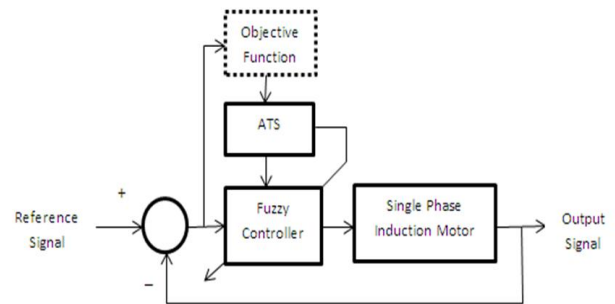 Objective
Function
ATS
+
Reference
Signal
Fuzzy
Controller
Single Phase
Induction Motor
Output
Signal
−